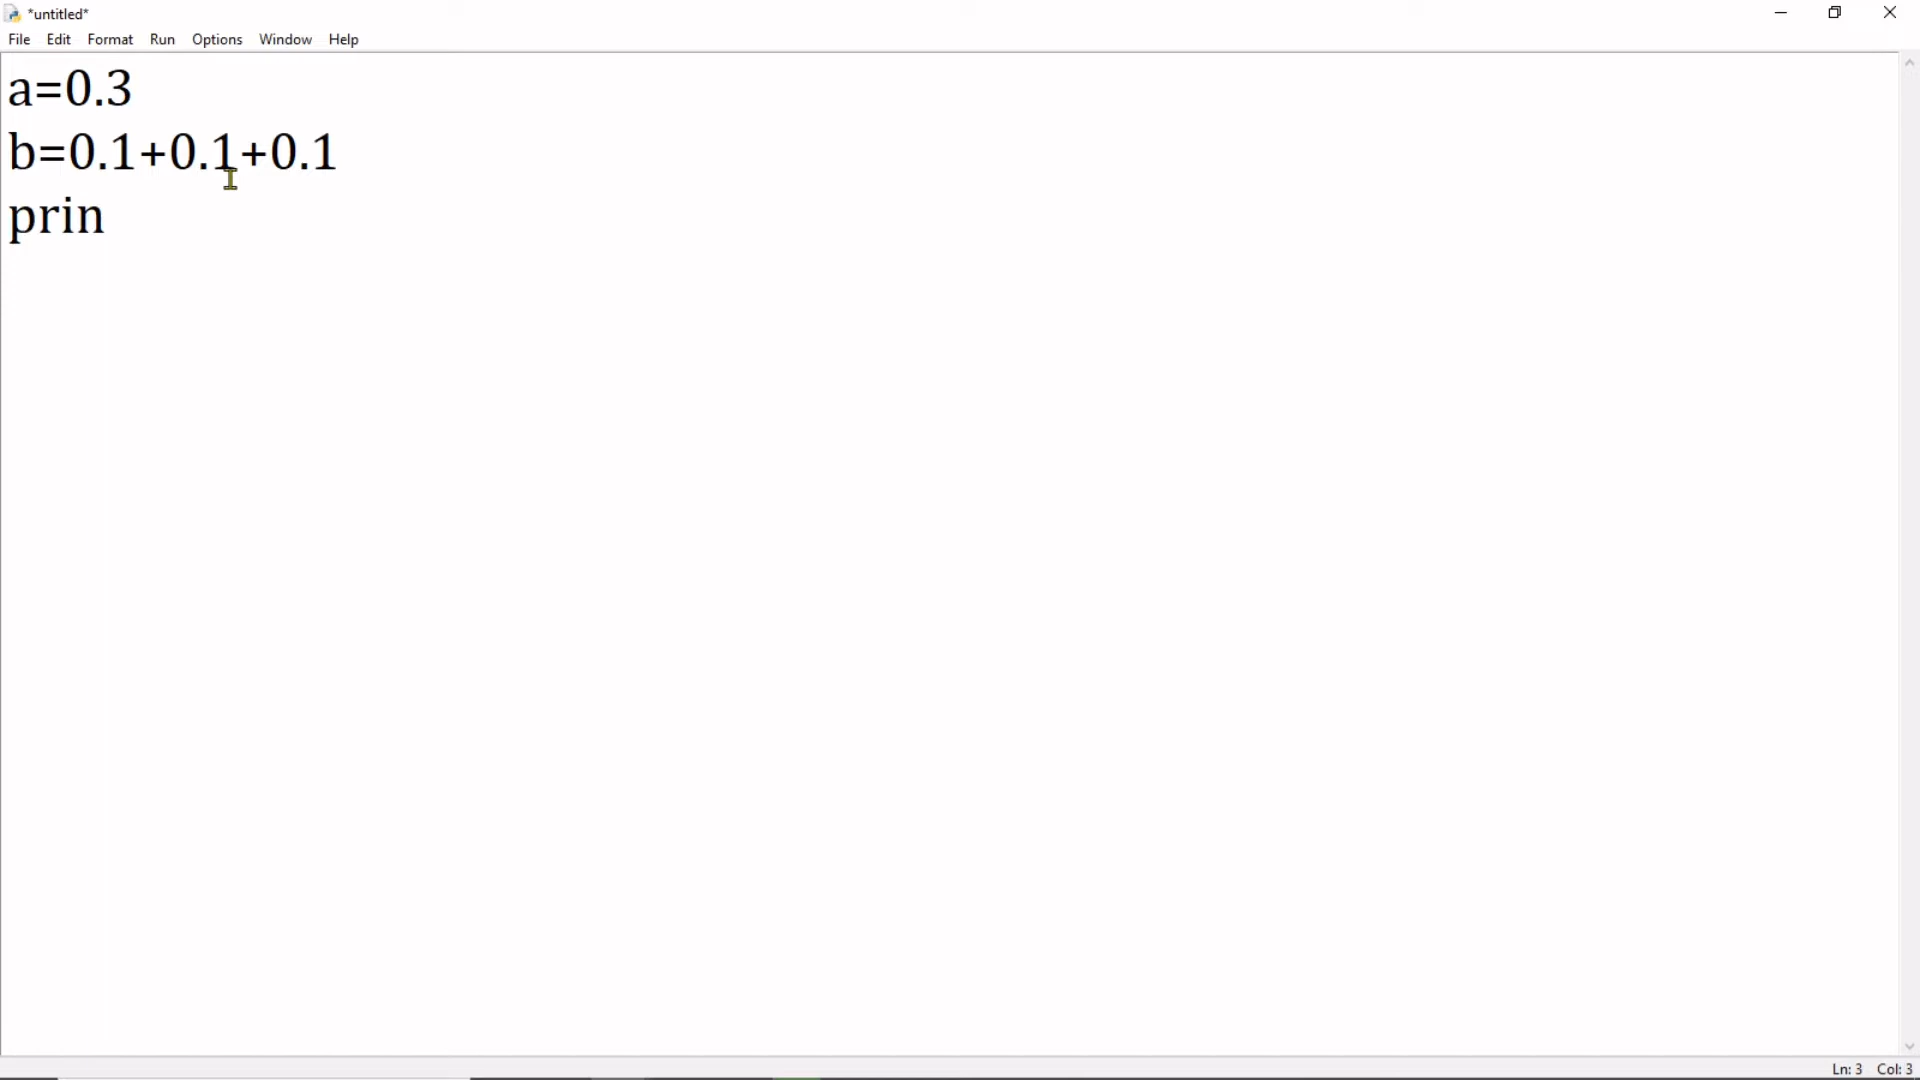 *untitled*
File Edit Format Run Options Window Help
a=0.3
b=0.1+0.1+0.1
prin
Ln: 3 Col: 3